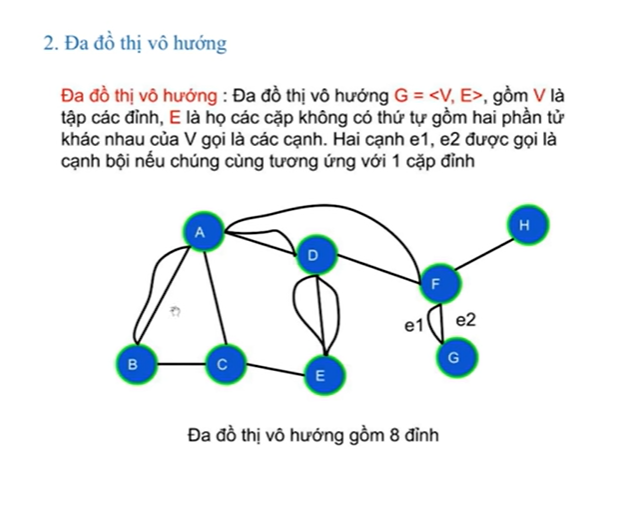 2. Đa đồ thị vô hướng
Đa đồ thị vô hướng : Đa đồ thị vô hướng G = <V, E>, gồm V là
tập các đỉnh, E là họ các cặp không có thứ tự gồm hai phần tử
khác nhau của V gọi là các cạnh. Hai cạnh e1, e2 được gọi là
cạnh bội nếu chúng cùng tương ứng với 1 cặp đỉnh
A
H
D
F
e1
e2
B
C
E
G
Đa đồ thị vô hướng gồm 8 đỉnh